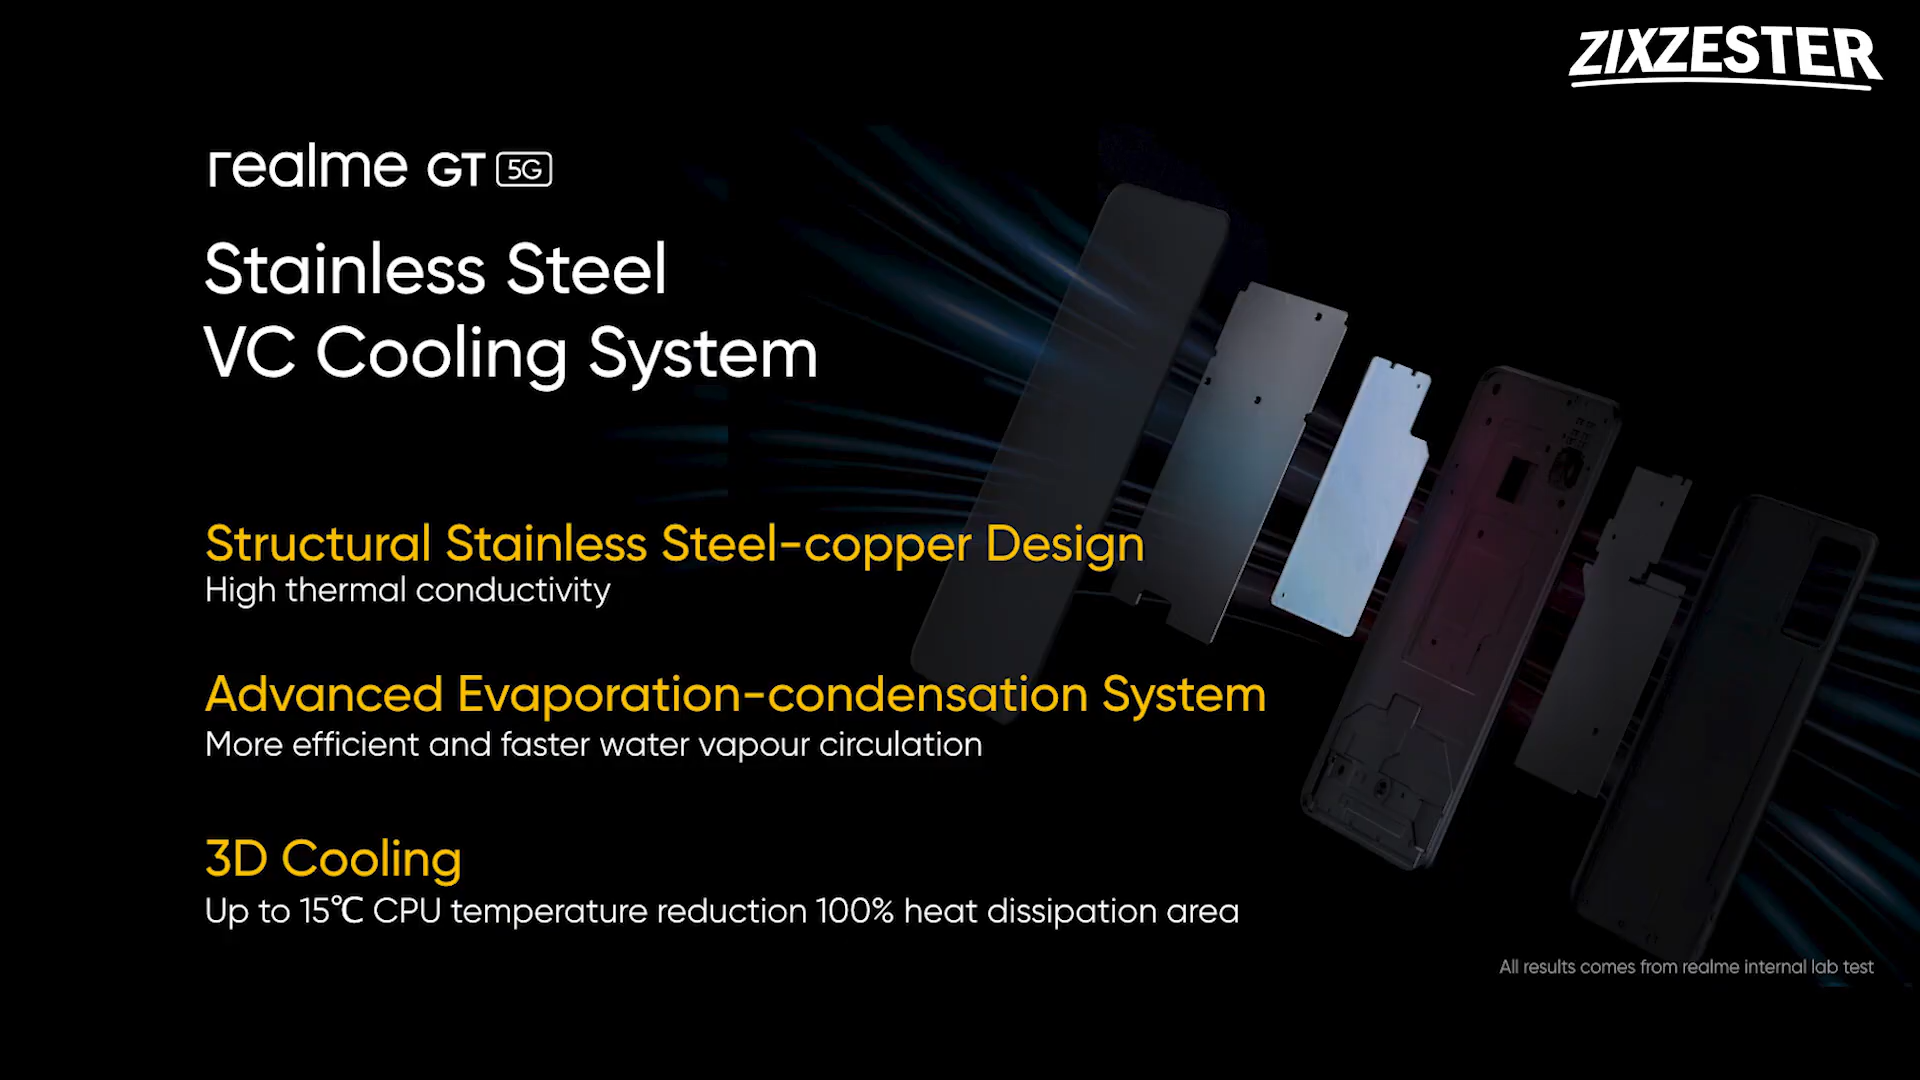 ZIXZESTER
realme GT 5G
Stainless Steel
VC Cooling System
Structural Stainless Steel-copper Design
High thermal conductivity
Advanced Evaporation-condensation System
More efficient and faster water vapour circulation
3D Cooling
Up to 15℃ CPU temperature reduction 100% heat dissipation area
All results comes from realme internal lab test